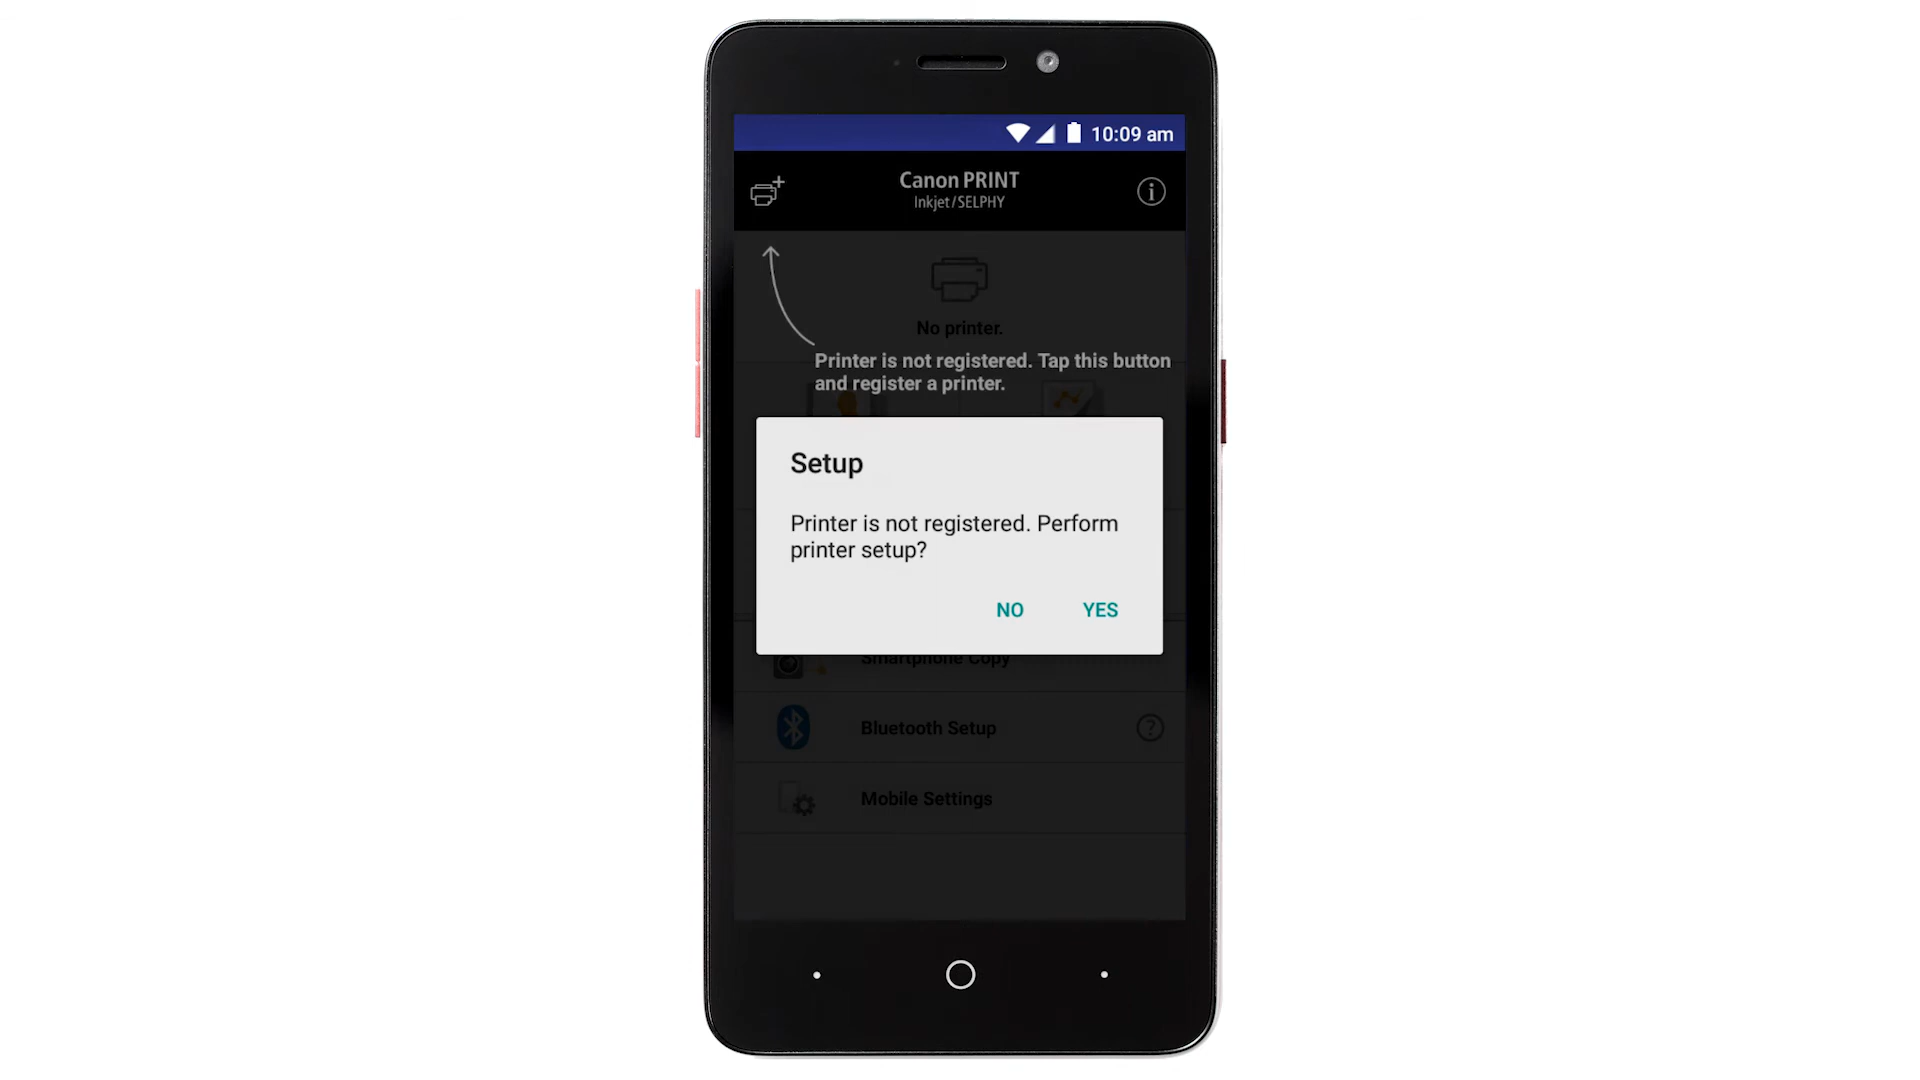 10:09 am
Canon PRINT
Inkjet/SELPHY
No printer.
Printer is not registered. Tap this button
and register a printer.
Setup
Printer is not registered. Perform
printer setup?
NO YES
Smartphone Copy
Bluetooth Setup
Mobile Settings